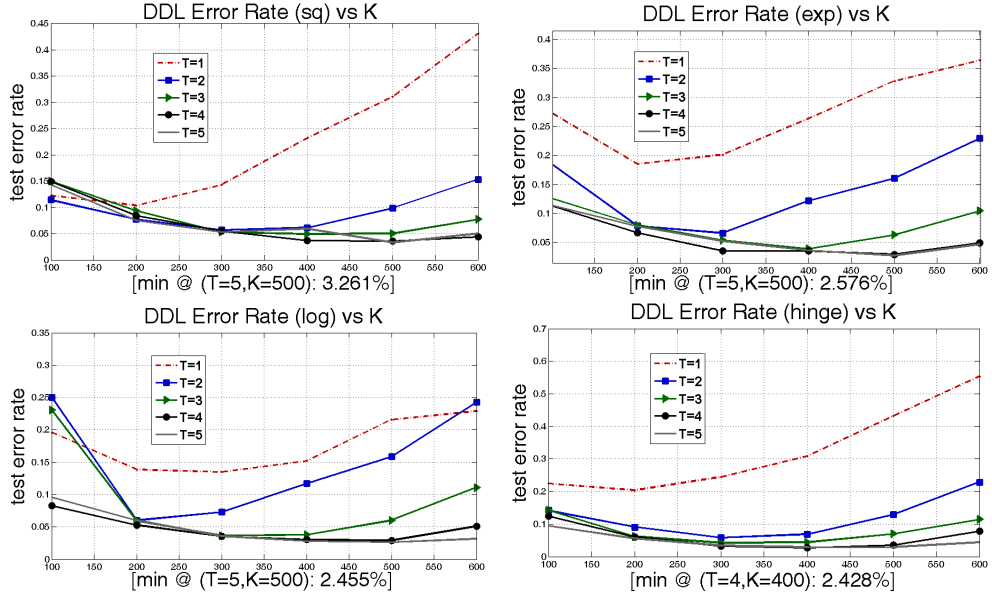 DDL Error Rate (sq) vs K
0.45
0.4
0.35
0.3
0.25
0.2
0.15
0.1
0.05
0
test error rate
T=1
T=2
T=3
T=4
T=5
100 150 200 250 300 350 400 450 500 550 600
[min @ (T=5,K=500): 3.261%]
DDL Error Rate (exp) vs K
0.4
0.35
0.3
0.25
0.2
0.15
0.1
0.05
test error rate
T=1
T=2
T=3
T=4
T=5
150 200 250 300 350 400 450 500 550 600
[min @ (T=5,K=500): 2.576%]
DDL Error Rate (log) vs K
0.35
0.3
0.25
0.2
0.15
0.1
0.05
0
test error rate
T=1
T=2
T=3
T=4
T=5
100 150 200 250 300 350 400 450 500 550 600
[min @ (T=5,K=500): 2.455%]
DDL Error Rate (hinge) vs K
0.7
0.6
0.5
0.4
0.3
0.2
0.1
0
test error rate
T=1
T=2
T=3
T=4
T=5
100 150 200 250 300 350 400 450 500 550 600
[min @ (T=4,K=400): 2.428%]